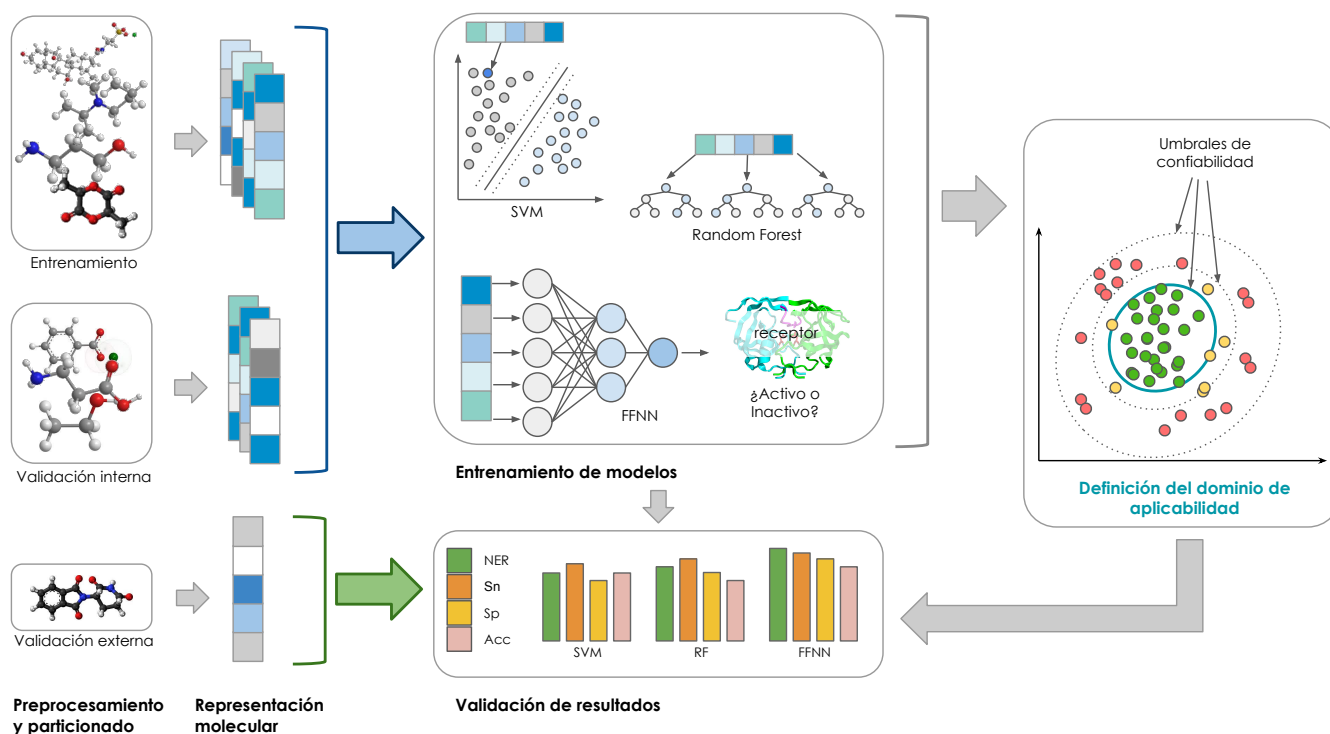 Entrenamiento
Validación interna
Validación externa
Preprocesamiento
y particionado
Representación
molecular
SVM
Random Forest
FFNN
receptor
¿Activo o
Inactivo?
Entrenamiento de modelos
NER
Sn
Sp
Acc
SVM
RF
FFNN
Validación de resultados
Umbrales de
confiabilidad
Definición del dominio de
aplicabilidad